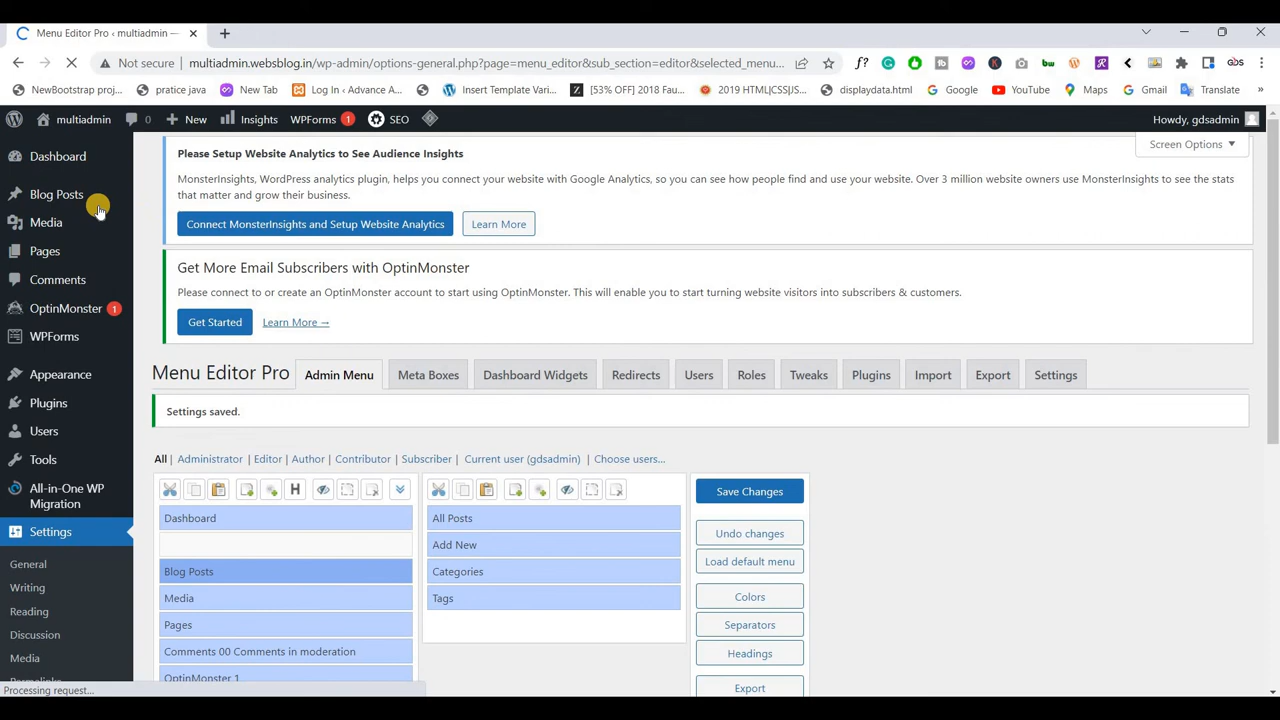 Menu Editor Pro ‹ multiadmin —
Not secure | multiadmin.websblog.in/wp-admin/options-general.php?page=menu_editor&sub_section=editor&selected_menu...
NewBootstrap proj... pratice java New Tab Log In ‹ Advance A... Insert Template Vari... [53% OFF] 2018 Fau... 2019 HTML|CSS|JS... displaydata.html Google YouTube Maps Gmail Translate
multiadmin 0 New Insights WPForms 1 SEO Howdy, gdsadmin
Screen Options
Dashboard
Blog Posts
Media
Pages
Comments
OptinMonster 1
WPForms
Appearance
Plugins
Users
Tools
All-in-One WP
Migration
Settings
General
Writing
Reading
Discussion
Media
Please Setup Website Analytics to See Audience Insights
MonsterInsights, WordPress analytics plugin, helps you connect your website with Google Analytics, so you can see how people find and use your website. Over 3 million website owners use MonsterInsights to see the stats
that matter and grow their business.
Connect MonsterInsights and Setup Website Analytics Learn More
Get More Email Subscribers with OptinMonster
Please connect to or create an OptinMonster account to start using OptinMonster. This will enable you to start turning website visitors into subscribers & customers.
Get Started Learn More →
Menu Editor Pro Admin Menu Meta Boxes Dashboard Widgets Redirects Users Roles Tweaks Plugins Import Export Settings
Settings saved.
All | Administrator | Editor | Author | Contributor | Subscriber | Current user (gdsadmin) | Choose users...
Dashboard
Blog Posts
Media
Pages
Comments 00 Comments in moderation
OptinMonster 1
All Posts
Add New
Categories
Tags
Save Changes
Undo changes
Load default menu
Colors
Separators
Headings
Export
Processing request...